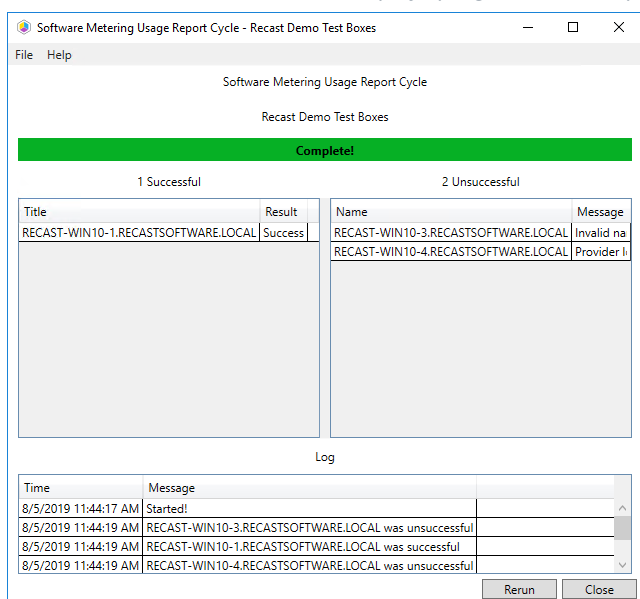 Software Metering Usage Report Cycle - Recast Demo Test Boxes
File Help
Software Metering Usage Report Cycle
Recast Demo Test Boxes
Complete!
1 Successful
2 Unsuccessful
Title Result
RECAST-WIN10-1.RECASTSOFTWARE.LOCAL Success
Name Message
RECAST-WIN10-3.RECASTSOFTWARE.LOCAL Invalid na
RECAST-WIN10-4.RECASTSOFTWARE.LOCAL Provider
Log
Time Message
8/5/2019 11:44:17 AM Started!
8/5/2019 11:44:19 AM RECAST-WIN10-3.RECASTSOFTWARE.LOCAL was unsuccessful
8/5/2019 11:44:19 AM RECAST-WIN10-1.RECASTSOFTWARE.LOCAL was successful
8/5/2019 11:44:19 AM RECAST-WIN10-4.RECASTSOFTWARE.LOCAL was unsuccessful
Rerun Close